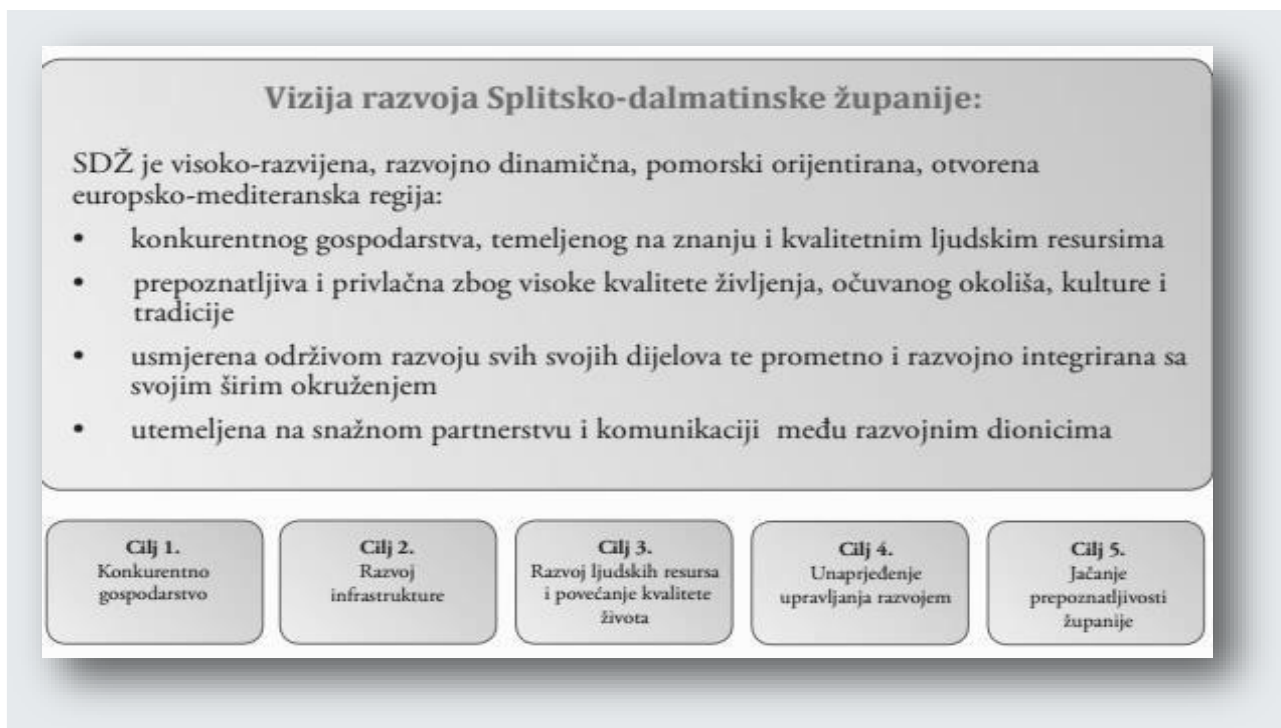 Vizija razvoja Splitsko-dalmatinske županije:
SDŽ je visoko-razvijena, razvojno dinamična, pomorski orijentirana, otvorena
europsko-mediteranska regija:
• konkurentnog gospodarstva, temeljenog na znanju i kvalitetnim ljudskim resursima
• prepoznatljiva i privlačna zbog visoke kvalitete življenja, očuvanog okoliša, kulture i
tradicije
• usmjerena održivom razvoju svih svojih dijelova te prometno i razvojno integrirana sa
svojim širim okruženjem
• utemeljena na snažnom partnerstvu i komunikaciji među razvojnim dionicima
Cilj 1.
Konkurentno
gospodarstvo
Cilj 2.
Razvoj
infrastrukture
Cilj 3.
Razvoj ljudskih resursa
i povećanje kvalitete
života
Cilj 4.
Unaprjeđenje
upravljanja razvojem
Cilj 5.
Jačanje
prepoznatljivosti
županije